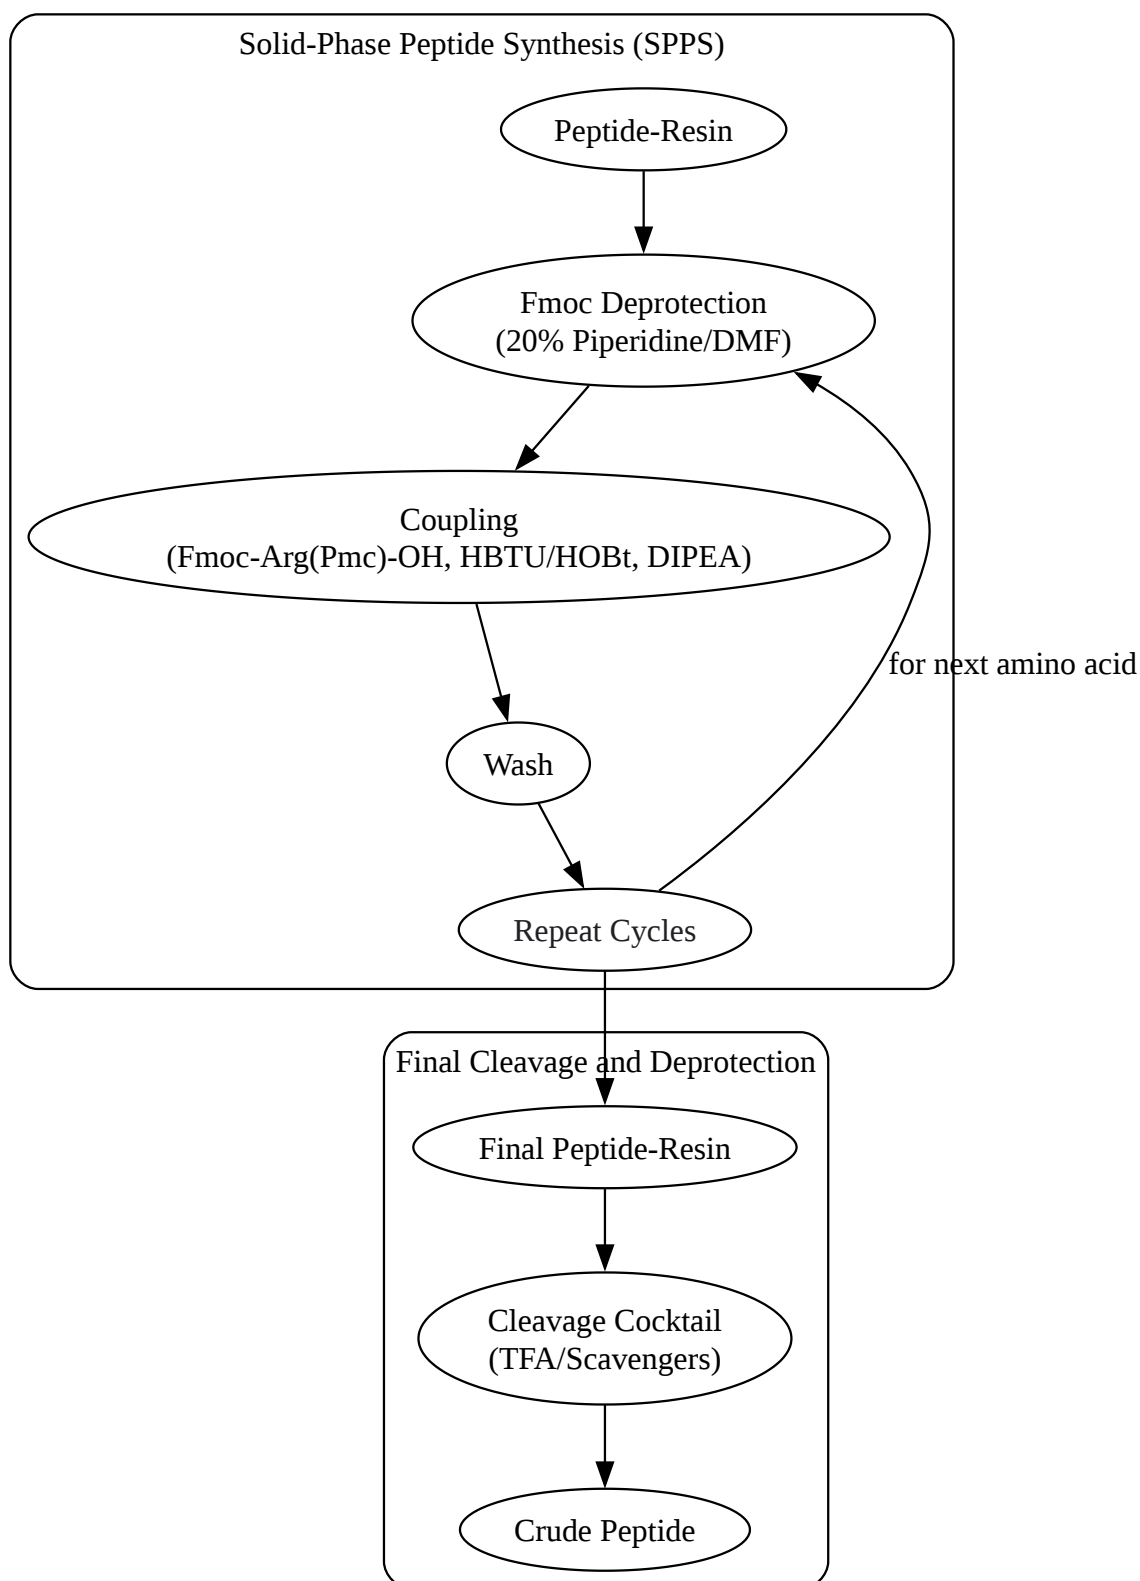 Solid-Phase Peptide Synthesis (SPPS)
Peptide-Resin
Fmoc Deprotection
(20% Piperidine/DMF)
Coupling
(Fmoc-Arg(Pmc)-OH, HBTU/HOBt, DIPEA)
for next amino acid
Wash
Repeat Cycles
Final Cleavage and Deprotection
Final Peptide-Resin
Cleavage Cocktail
(TFA/Scavengers)
Crude Peptide